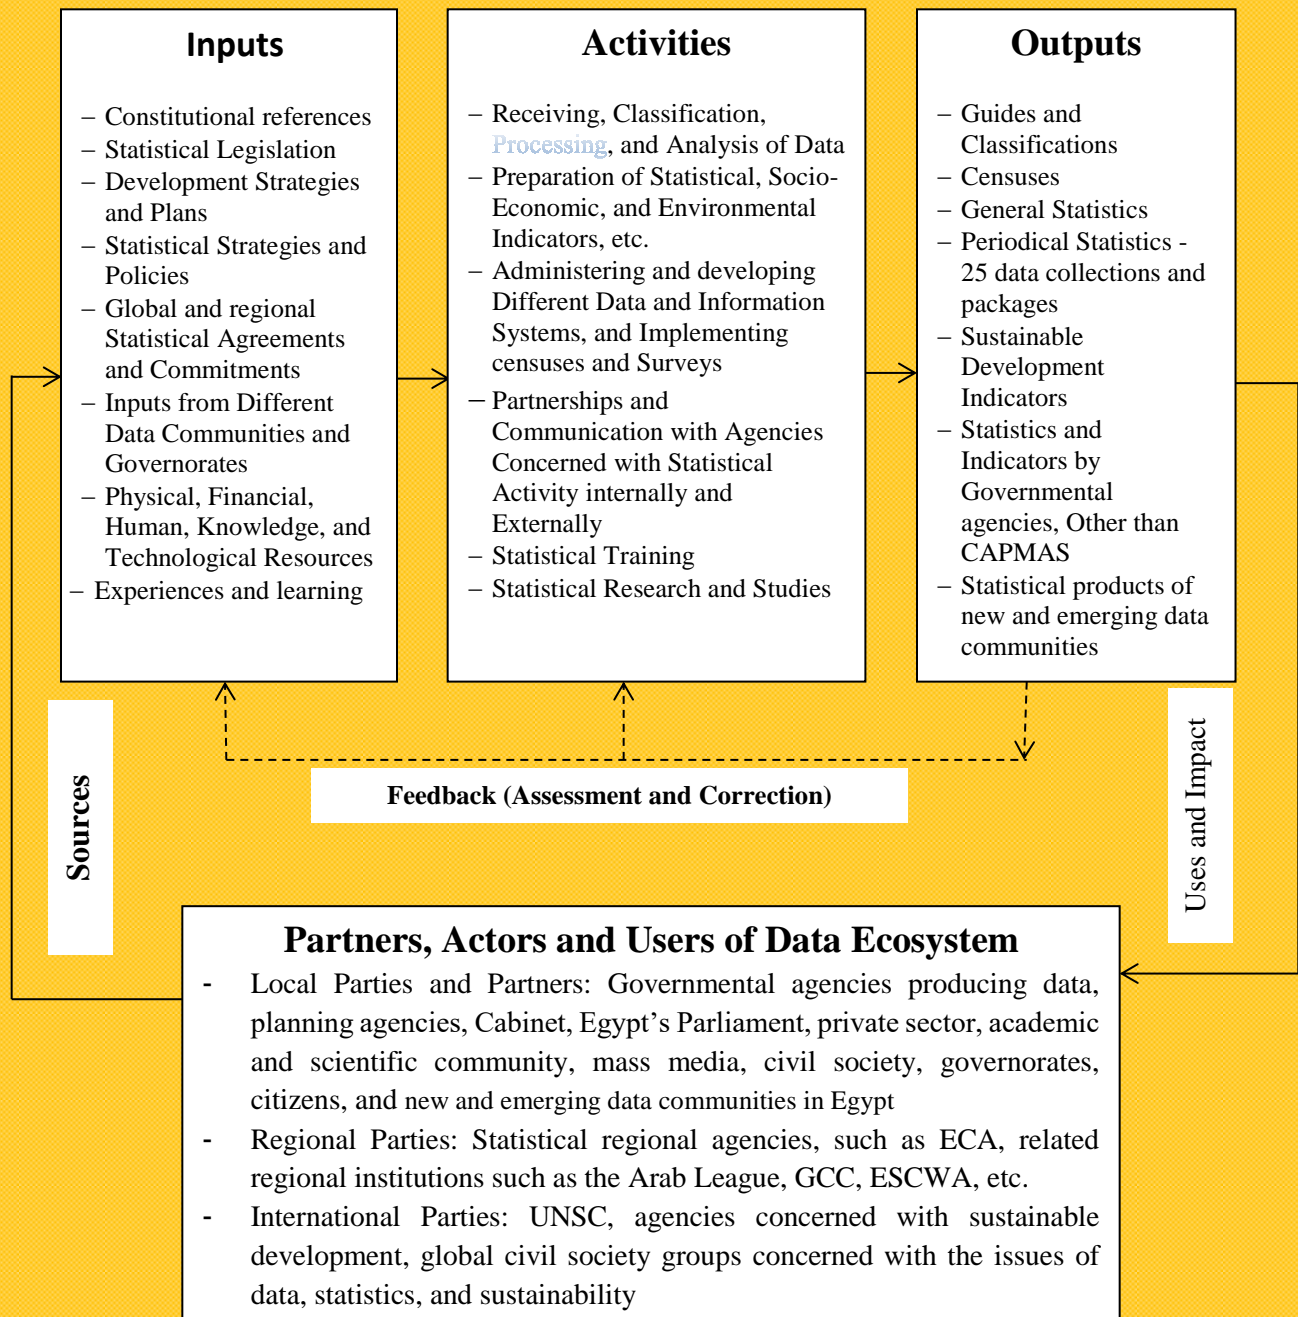 Inputs
– Constitutional references
– Statistical Legislation
– Development Strategies
and Plans
– Statistical Strategies and
Policies
– Global and regional
Statistical Agreements
and Commitments
– Inputs from Different
Data Communities and
Governorates
– Physical, Financial,
Human, Knowledge, and
Technological Resources
– Experiences and learning
Activities
– Receiving, Classification,
Processing, and Analysis of Data
– Preparation of Statistical, Socio-
Economic, and Environmental
Indicators, etc.
– Administering and developing
Different Data and Information
Systems, and Implementing
censuses and Surveys
– Partnerships and
Communication with Agencies
Concerned with Statistical
Activity internally and
Externally
– Statistical Training
– Statistical Research and Studies
Outputs
– Guides and
Classifications
– Censuses
– General Statistics
– Periodical Statistics -
25 data collections and
packages
– Sustainable
Development
Indicators
– Statistics and
Indicators by
Governmental
agencies, Other than
CAPMAS
– Statistical products of
new and emerging data
communities
Sources
Feedback (Assessment and Correction)
Uses and Impact
Partners, Actors and Users of Data Ecosystem
- Local Parties and Partners: Governmental agencies producing data,
planning agencies, Cabinet, Egypt’s Parliament, private sector, academic
and scientific community, mass media, civil society, governorates,
citizens, and new and emerging data communities in Egypt
- Regional Parties: Statistical regional agencies, such as ECA, related
regional institutions such as the Arab League, GCC, ESCWA, etc.
- International Parties: UNSC, agencies concerned with sustainable
development, global civil society groups concerned with the issues of
data, statistics, and sustainability